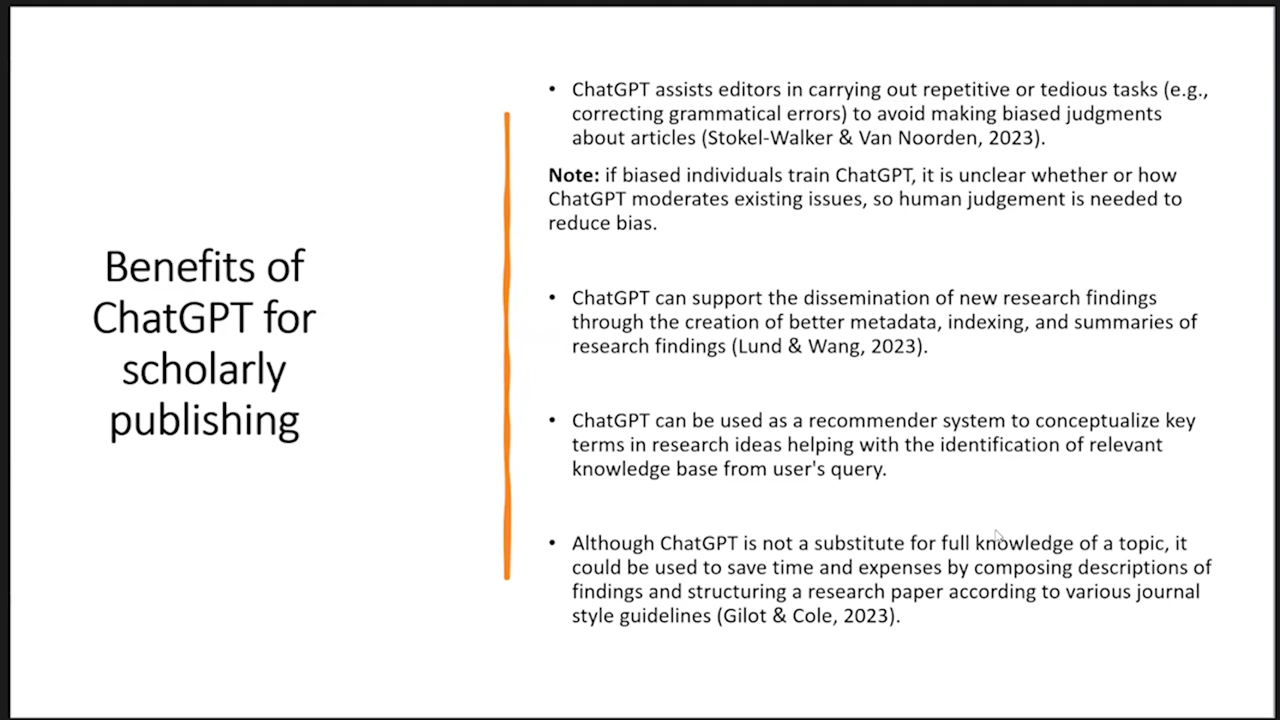 Benefits of
ChatGPT for
scholarly
publishing
• ChatGPT assists editors in carrying out repetitive or tedious tasks (e.g.,
correcting grammatical errors) to avoid making biased judgments
about articles (Stokel-Walker & Van Noorden, 2023).
Note: if biased individuals train ChatGPT, it is unclear whether or how
ChatGPT moderates existing issues, so human judgement is needed to
reduce bias.
• ChatGPT can support the dissemination of new research findings
through the creation of better metadata, indexing, and summaries of
research findings (Lund & Wang, 2023).
• ChatGPT can be used as a recommender system to conceptualize key
terms in research ideas helping with the identification of relevant
knowledge base from user's query.
• Although ChatGPT is not a substitute for full knowledge of a topic, it
could be used to save time and expenses by composing descriptions of
findings and structuring a research paper according to various journal
style guidelines (Gilot & Cole, 2023).